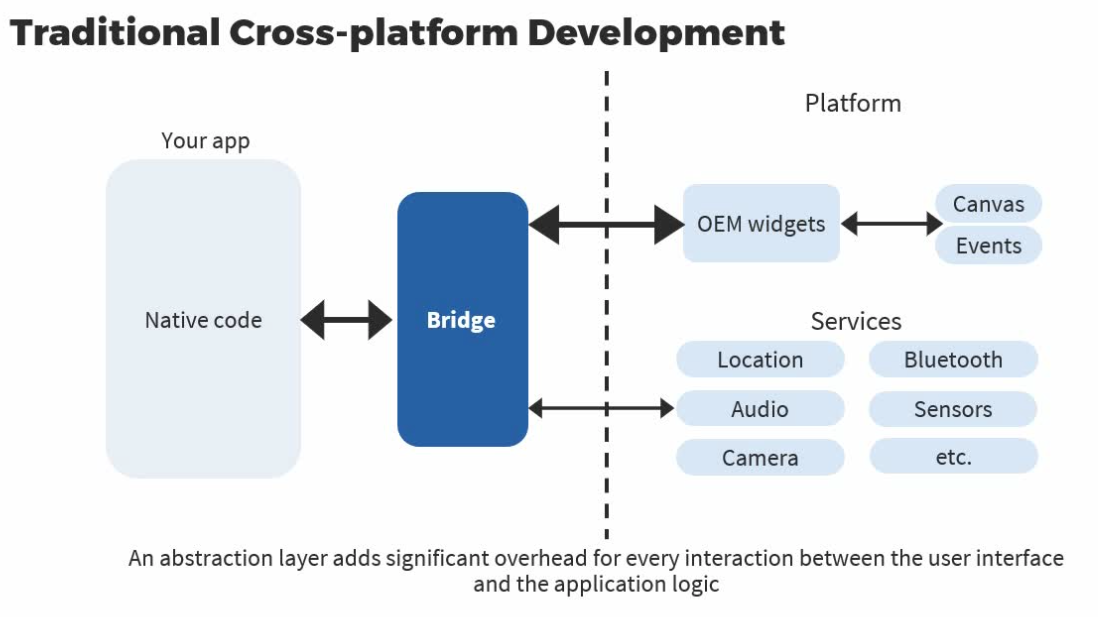 Traditional Cross-platform Development
Platform
Your app
Native code
Bridge
OEM widgets
Canvas
Events
Services
Location
Bluetooth
Audio
Sensors
Camera
etc.
An abstraction layer adds significant overhead for every interaction between the user interface
and the application logic